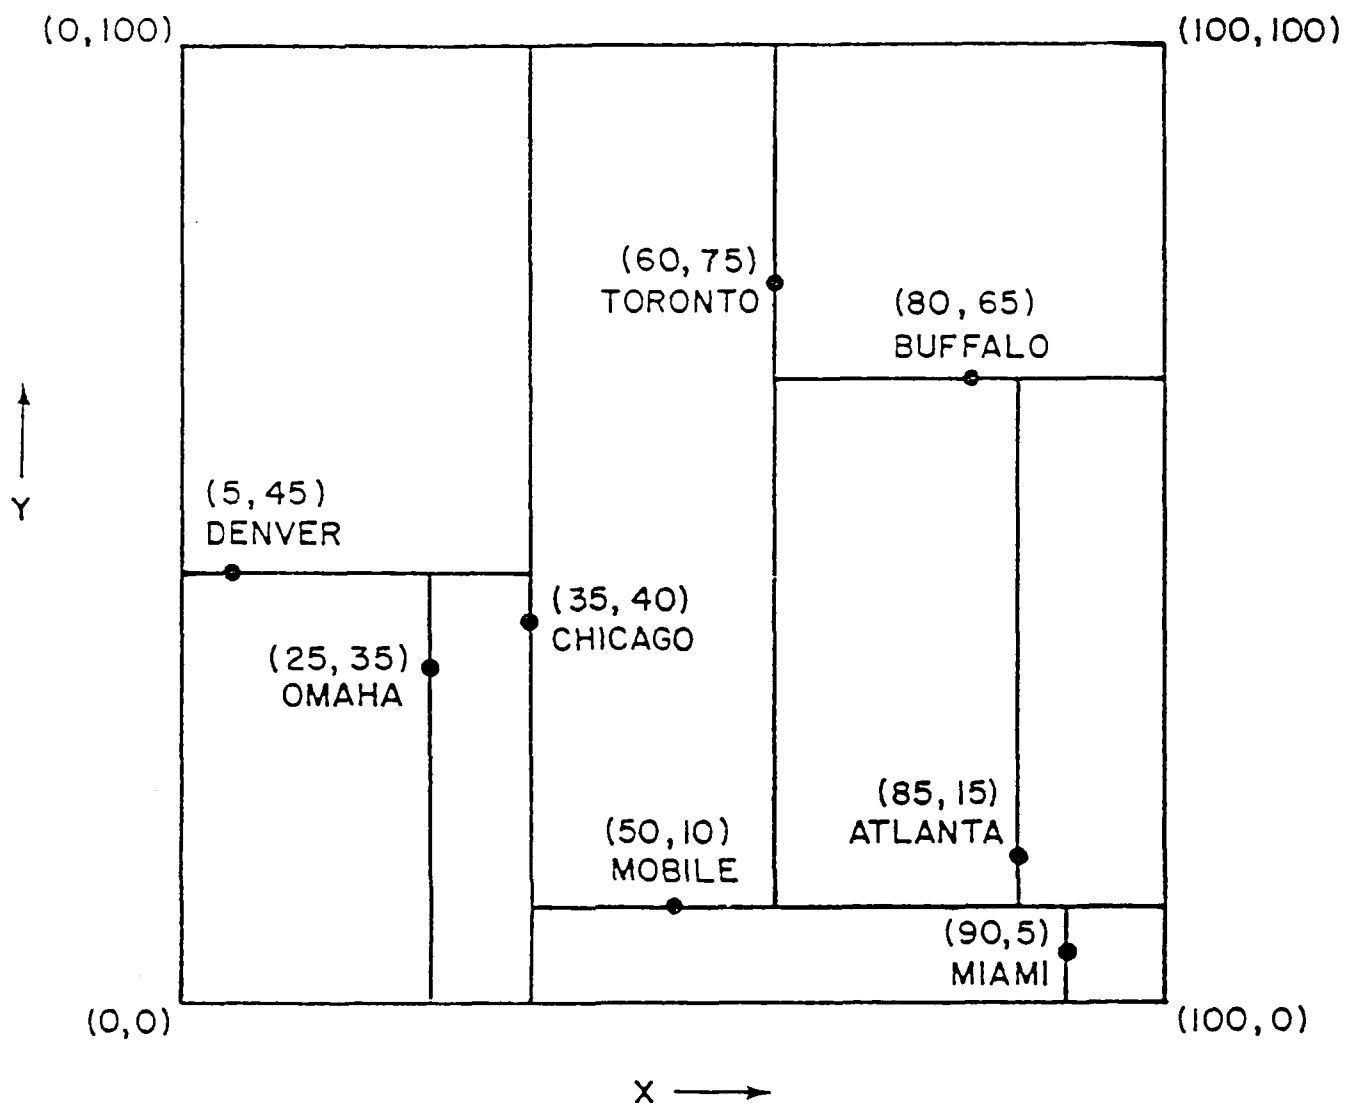 (0,100)
(100,100)
(60,75)
TORONTO
(80,65)
BUFFALO
Y
(5,45)
DENVER
(35,40)
CHICAGO
(25,35)
OMAHA
(85,15)
ATLANTA
(50,10)
MOBILE
(90,5)
MIAMI
(0,0)
(100,0)
X